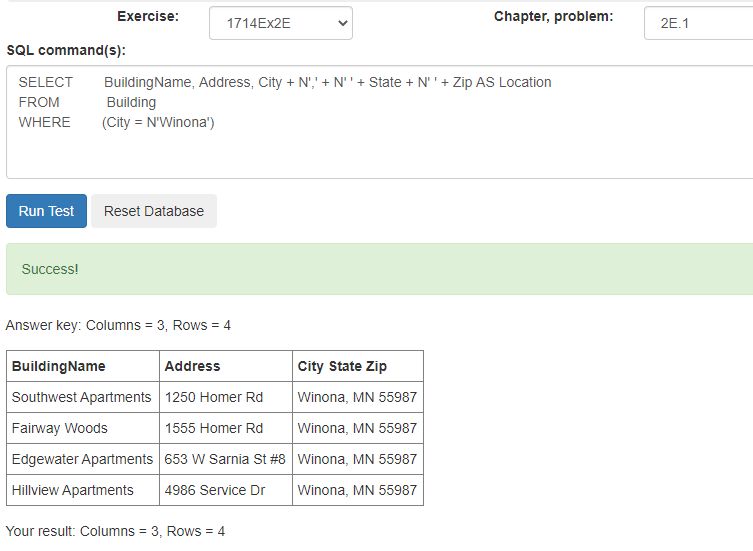 Exercise: 1714Ex2E Chapter, problem: 2E.1
SQL command(s):
SELECT BuildingName, Address, City + N',' + N' ' + State + N' ' + Zip AS Location
FROM Building
WHERE (City = N'Winona')
Run Test Reset Database
Success!
Answer key: Columns = 3, Rows = 4
BuildingName Address City State Zip
Southwest Apartments 1250 Homer Rd Winona, MN 55987
Fairway Woods 1555 Homer Rd Winona, MN 55987
Edgewater Apartments 653 W Sarnia St #8 Winona, MN 55987
Hillview Apartments 4986 Service Dr Winona, MN 55987
Your result: Columns = 3, Rows = 4